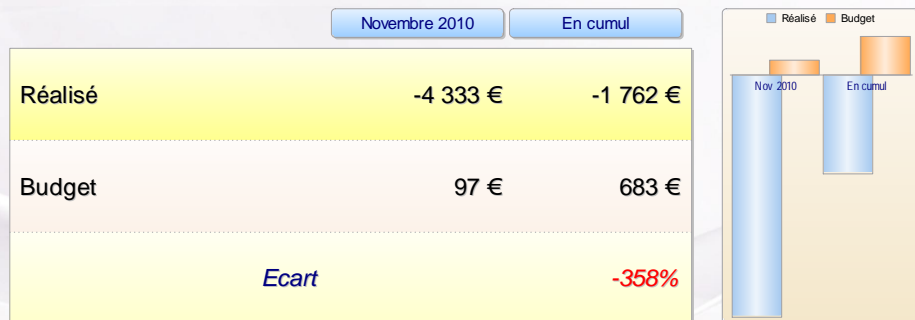 Novembre 2010 En cumul
Réalisé -4 333 € -1 762 €
Budget 97 € 683 €
Ecart -358%
Réalisé Budget
Nov 2010 En cumul